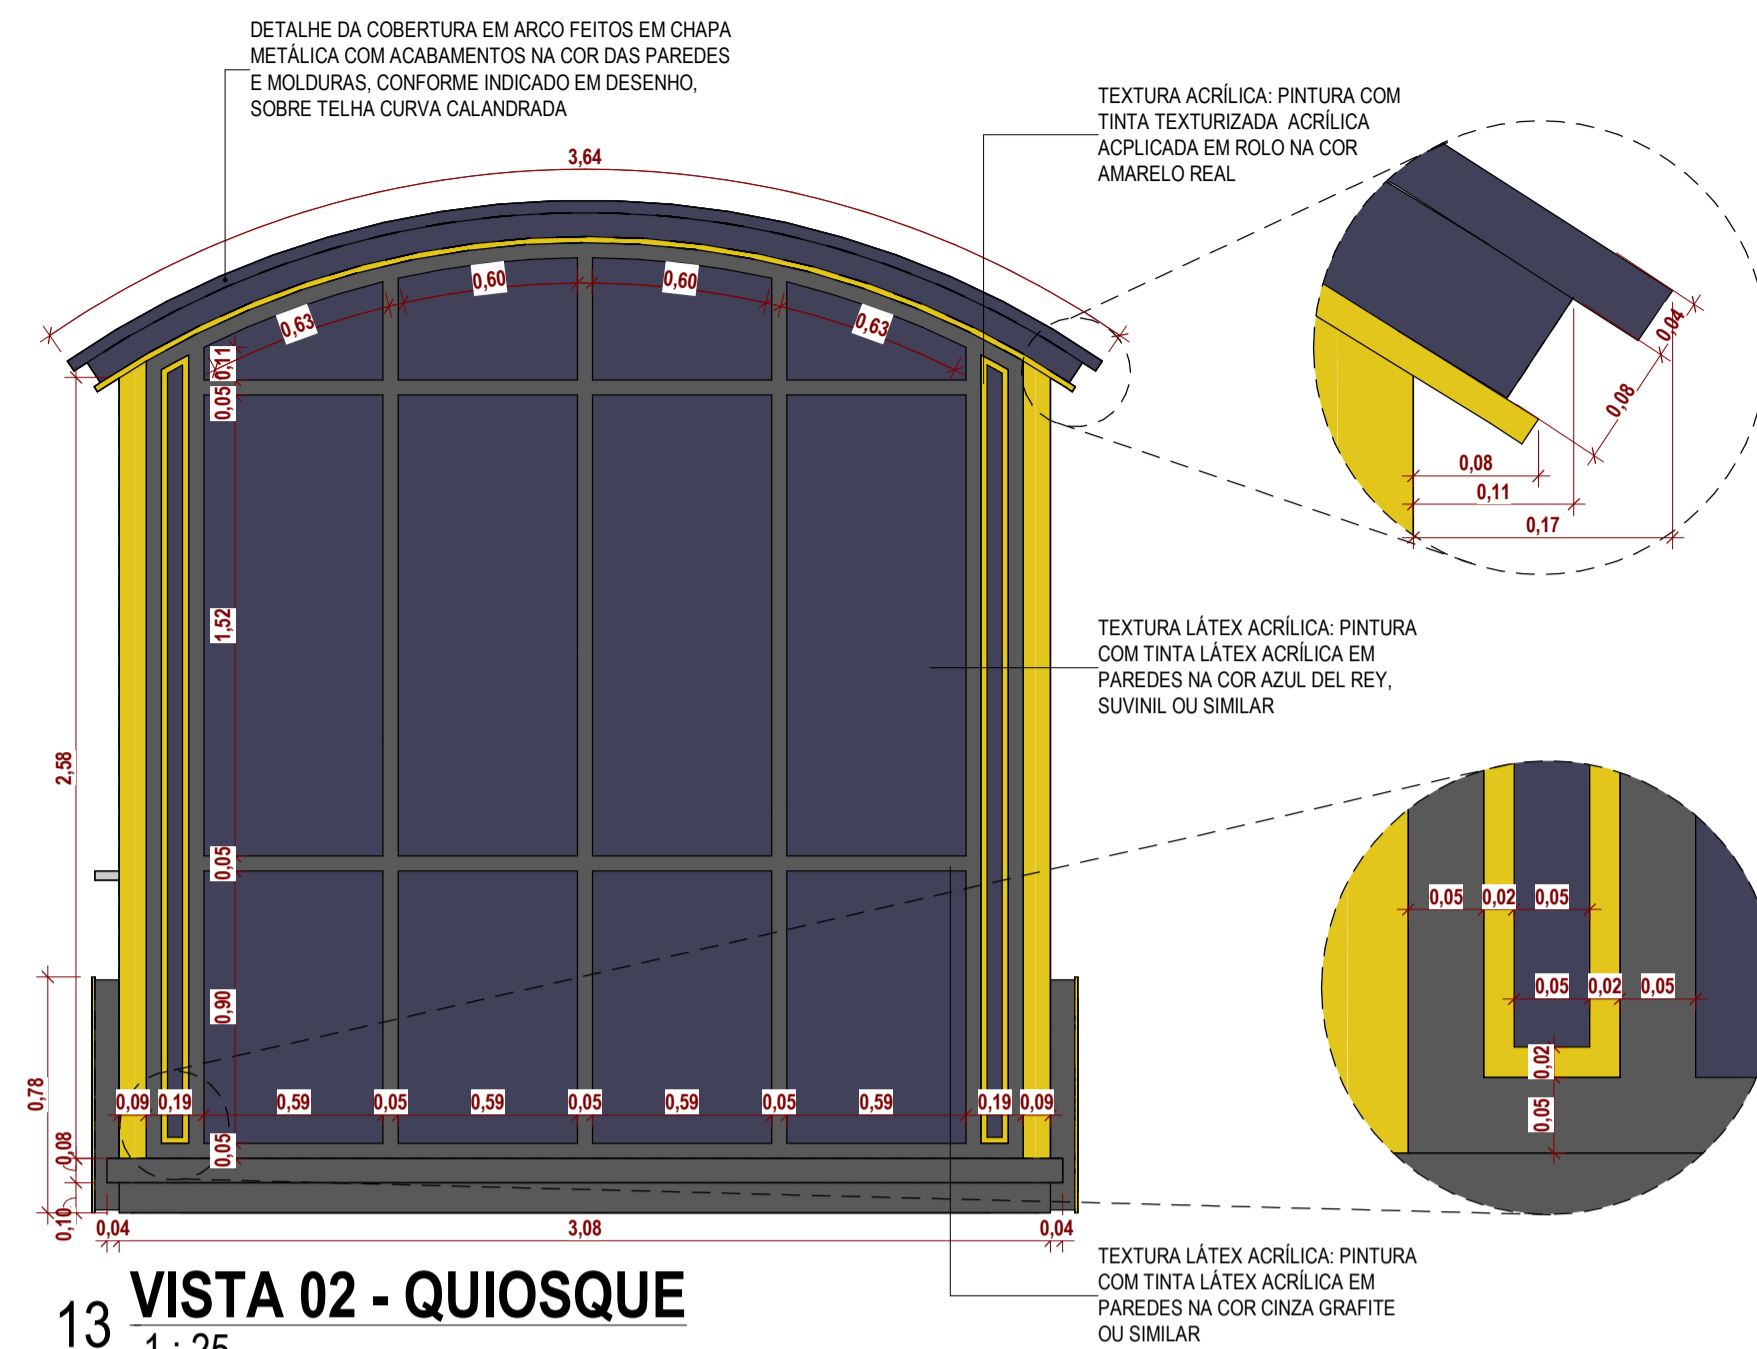 DETALHE DA COBERTURA EM ARCO FEITOS EM CHAPA
METÁLICA COM ACABAMENTOS NA COR DAS PAREDES
E MOLDURAS, CONFORME INDICADO EM DESENHO,
SOBRE TELHA CURVA CALANDRADA
TEXTURA ACRÍLICA: PINTURA COM
TINTA TEXTURIZADA ACRÍLICA
ACPLICADA EM ROLO NA COR
AMARELO REAL
3,64
0,60
0,60
0,63
0,63
0,11
0,05
1,52
0,05
0,90
0,05
2,58
0,78
0,08
0,10
0,09
0,19
0,59
0,05
0,59
0,05
0,59
0,05
0,59
0,19
0,09
0,04
3,08
0,04
0,04
0,08
0,08
0,11
0,17
TEXTURA LÁTEX ACRÍLICA: PINTURA
COM TINTA LÁTEX ACRÍLICA EM
PAREDES NA COR AZUL DEL REY,
SUVINIL OU SIMILAR
0,05
0,02
0,05
0,05
0,02
0,05
0,02
0,05
TEXTURA LÁTEX ACRÍLICA: PINTURA
COM TINTA LÁTEX ACRÍLICA EM
PAREDES NA COR CINZA GRAFITE
OU SIMILAR
13 VISTA 02 - QUIOSQUE
1 : 25